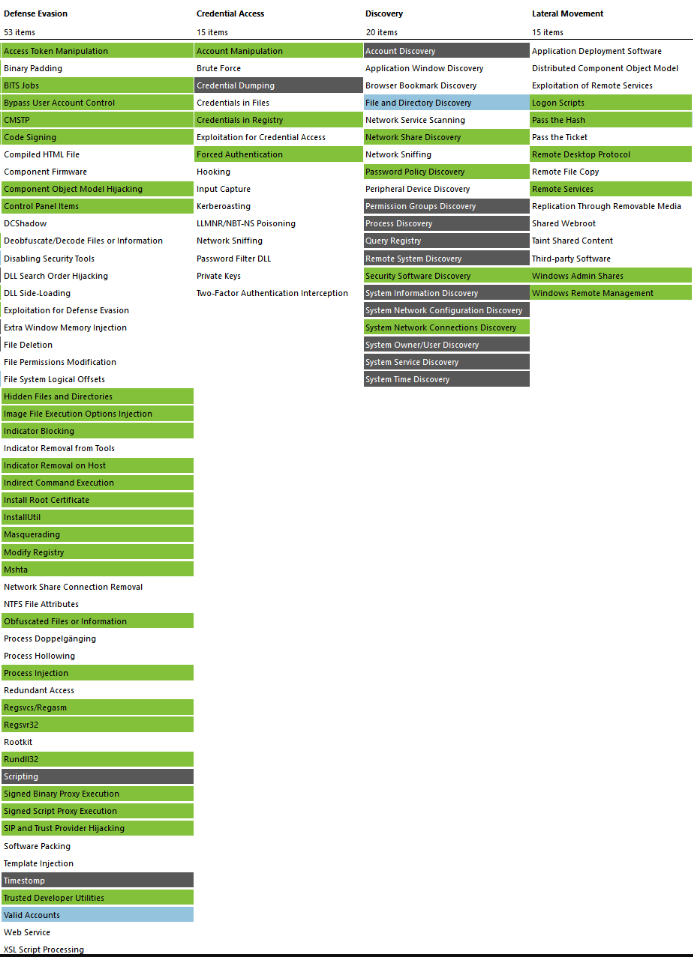 Defense Evasion
53 items
Access Token Manipulation
Binary Padding
BITS Jobs
Bypass User Account Control
CMSTP
Code Signing
Compiled HTML File
Component Firmware
Component Object Model Hijacking
Control Panel Items
DCShadow
Deobfuscate/Decode Files or Information
Disabling Security Tools
DLL Search Order Hijacking
DLL Side-Loading
Exploitation for Defense Evasion
Extra Window Memory Injection
File Deletion
File Permissions Modification
File System Logical Offsets
Hidden Files and Directories
Image File Execution Options Injection
Indicator Blocking
Indicator Removal from Tools
Indicator Removal on Host
Indirect Command Execution
Install Root Certificate
InstallUtil
Masquerading
Modify Registry
Mshta
Network Share Connection Removal
NTFS File Attributes
Obfuscated Files or Information
Process Doppelgänging
Process Hollowing
Process Injection
Redundant Access
Regsvcs/Regasm
Regsvr32
Rootkit
Rundll32
Scripting
Signed Binary Proxy Execution
Signed Script Proxy Execution
SIP and Trust Provider Hijacking
Software Packing
Template Injection
Timestomp
Trusted Developer Utilities
Valid Accounts
Web Service
XSL Script Processing
Credential Access
15 items
Account Manipulation
Brute Force
Credential Dumping
Credentials in Files
Credentials in Registry
Exploitation for Credential Access
Forced Authentication
Hooking
Input Capture
Kerberoasting
LLMNR/NBT-NS Poisoning
Network Sniffing
Password Filter DLL
Private Keys
Two-Factor Authentication Interception
Discovery
20 items
Account Discovery
Application Window Discovery
Browser Bookmark Discovery
File and Directory Discovery
Network Service Scanning
Network Share Discovery
Network Sniffing
Password Policy Discovery
Peripheral Device Discovery
Permission Groups Discovery
Process Discovery
Query Registry
Remote System Discovery
Security Software Discovery
System Information Discovery
System Network Configuration Discovery
System Network Connections Discovery
System Owner/User Discovery
System Service Discovery
System Time Discovery
Lateral Movement
15 items
Application Deployment Software
Distributed Component Object Model
Exploitation of Remote Services
Logon Scripts
Pass the Hash
Pass the Ticket
Remote Desktop Protocol
Remote File Copy
Remote Services
Replication Through Removable Media
Shared Webroot
Taint Shared Content
Third-party Software
Windows Admin Shares
Windows Remote Management